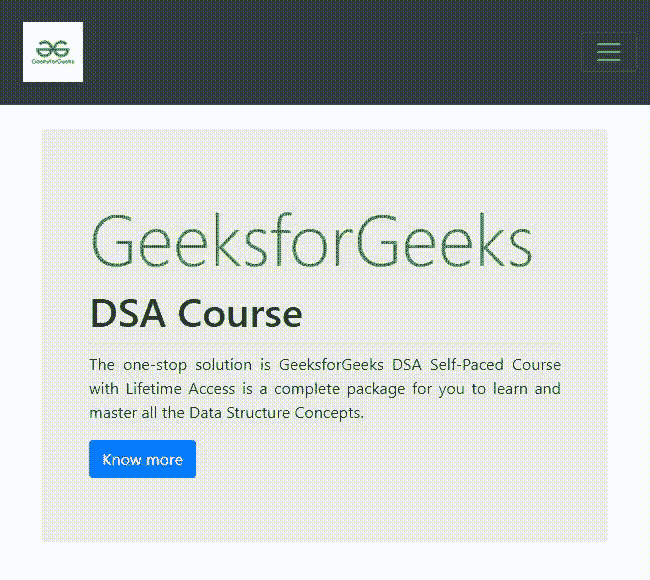 GeeksforGeeks
GeeksforGeeks
DSA Course
The one-stop solution is GeeksforGeeks DSA Self-Paced Course
with Lifetime Access is a complete package for you to learn and
master all the Data Structure Concepts.
Know more